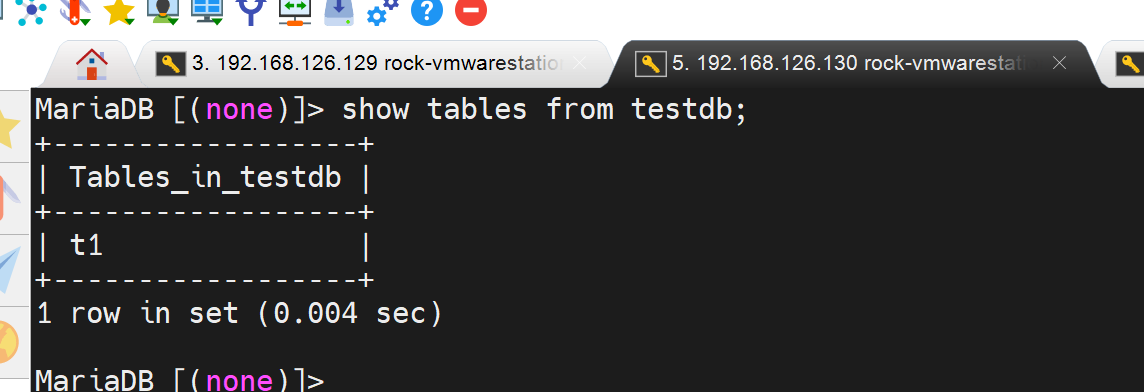 3. 192.168.126.129 rock-vmwarestatio
5. 192.168.126.130 rock-vmwarestat
MariaDB [(none)]> show tables from testdb;
+------------------+
| Tables_in_testdb |
+------------------+
| t1               |
+------------------+
1 row in set (0.004 sec)
MariaDB [(none)]>